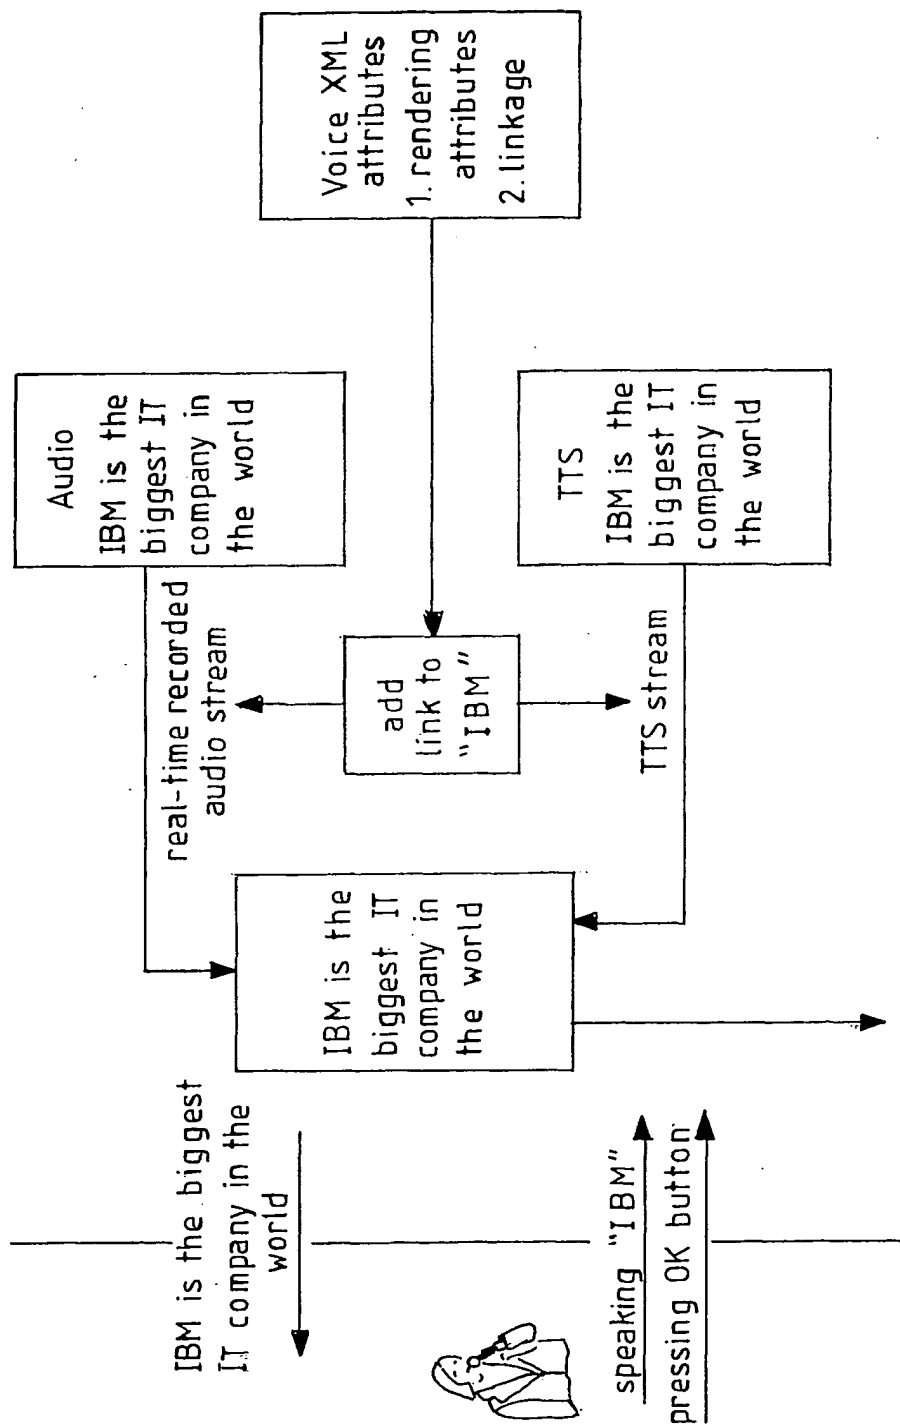 IBM is the biggest
IT company in the
world
speaking "IBM"
pressing OK button
IBM is the
biggest IT
company in
the world
real-time recorded
audio stream
add
link to
"IBM"
TTS stream
Audio
IBM is the
biggest IT
company in
the world
TTS
IBM is the
biggest IT
company in
the world
Voice XML
attributes
1. rendering
attributes
2. linkage